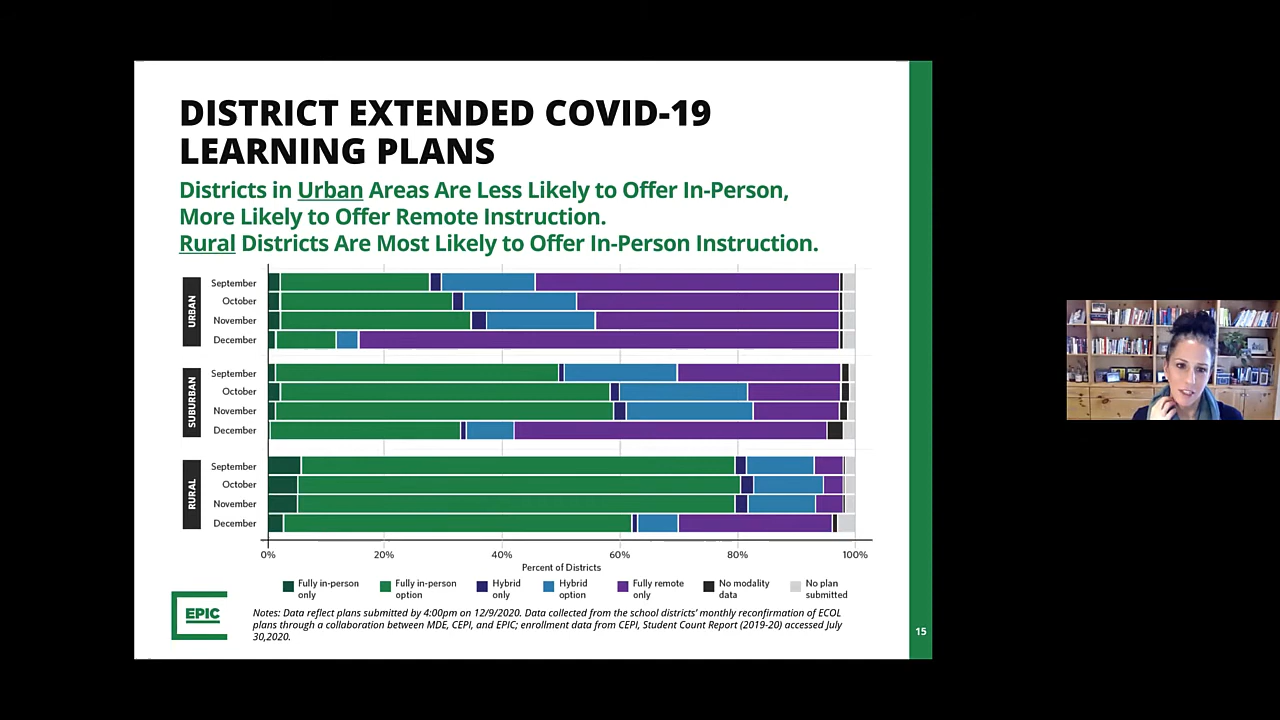 DISTRICT EXTENDED COVID-19
LEARNING PLANS
Districts in Urban Areas Are Less Likely to Offer In-Person,
More Likely to Offer Remote Instruction.
Rural Districts Are Most Likely to Offer In-Person Instruction.
URBAN
September
October
November
December
SUBURBAN
September
October
November
December
RURAL
September
October
November
December
0%
20%
40%
60%
80%
100%
Percent of Districts
Fully in-person
only
Fully in-person
option
Hybrid
only
Hybrid
option
Fully remote
only
No modality
data
No plan
submitted
EPIC
Notes: Data reflect plans submitted by 4:00pm on 12/9/2020. Data collected from the school districts' monthly reconfirmation of ECOL
plans through a collaboration between MDE, CEPI, and EPIC; enrollment data from CEPI, Student Count Report (2019-20) accessed July
30,2020.
15